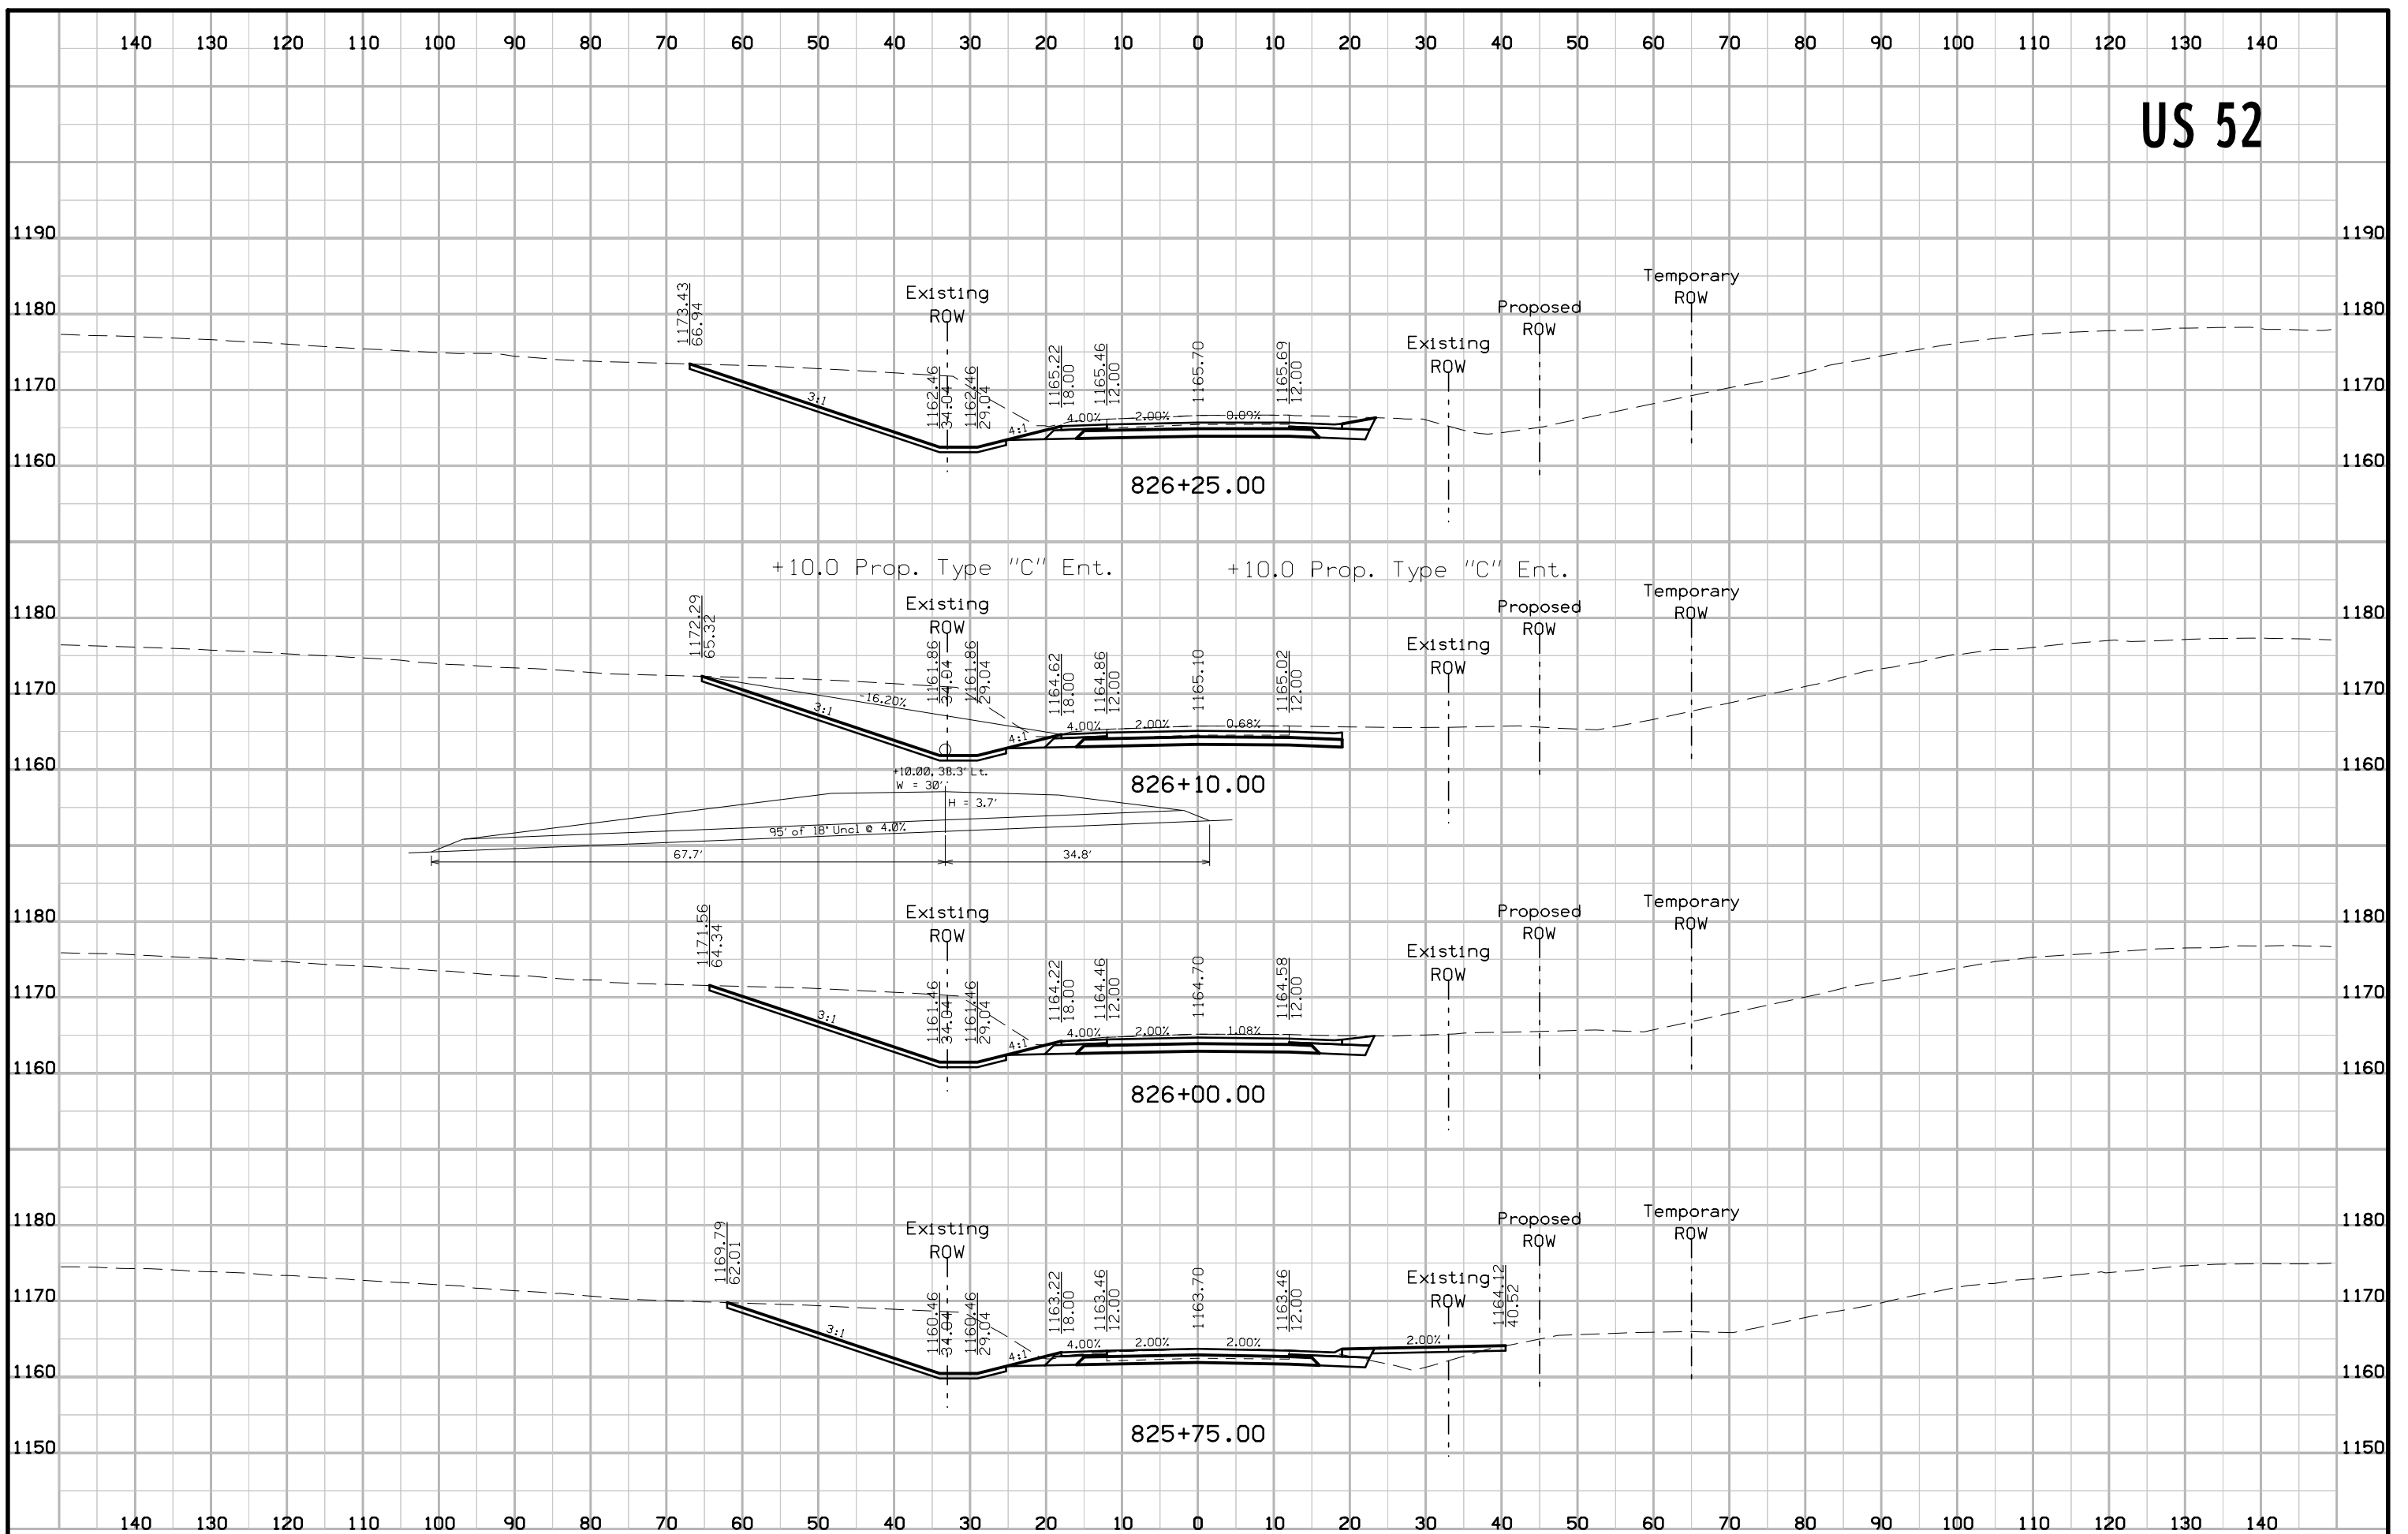 140 130 120 110 100 90 80 70 60 50 40 30 20 10 0 10 20 30 40 50 60 70 80 90 100 110 120 130 140
US 52
1190 1190
Temporary
ROW
Existing
ROW
Proposed
ROW
Existing
ROW
1180 1180
1173.43
66.94
1162.46
34.04
1162.46
29.04
1165.22
18.00
1165.46
12.00
1165.70
1165.69
12.00
1170 1170
3:1
4:1
4.00% 2.00% 0.09%
1160 1160
826+25.00
+10.0 Prop. Type "C" Ent. +10.0 Prop. Type "C" Ent.
Temporary
ROW
Existing
ROW
Proposed
ROW
Existing
ROW
1180 1180
1172.29
65.32
1161.86
34.04
1161.86
29.04
1164.62
18.00
1164.86
12.00
1165.10
1165.02
12.00
1170 1170
-16.20%
3:1
4:1
4.00% 2.00% 0.68%
1160 1160
826+10.00
+10.00, 38.3' Lt.
W = 30'
H = 3.7'
95' of 18" Uncl @ 4.0%
67.7' 34.8'
Temporary
ROW
Existing
ROW
Proposed
ROW
Existing
ROW
1180 1180
1171.56
64.34
1161.46
34.04
1161.46
29.04
1164.22
18.00
1164.46
12.00
1164.70
1164.58
12.00
1170 1170
3:1
4:1
4.00% 2.00% 1.08%
1160 1160
826+00.00
Temporary
ROW
Existing
ROW
Proposed
ROW
Existing
ROW
1180 1180
1169.79
62.01
1160.46
34.04
1160.46
29.04
1163.22
18.00
1163.46
12.00
1163.70
1163.46
12.00
1164.12
40.52
1170 1170
3:1
4:1
4.00% 2.00% 2.00% 2.00%
1160 1160
825+75.00
1150 1150
140 130 120 110 100 90 80 70 60 50 40 30 20 10 0 10 20 30 40 50 60 70 80 90 100 110 120 130 140